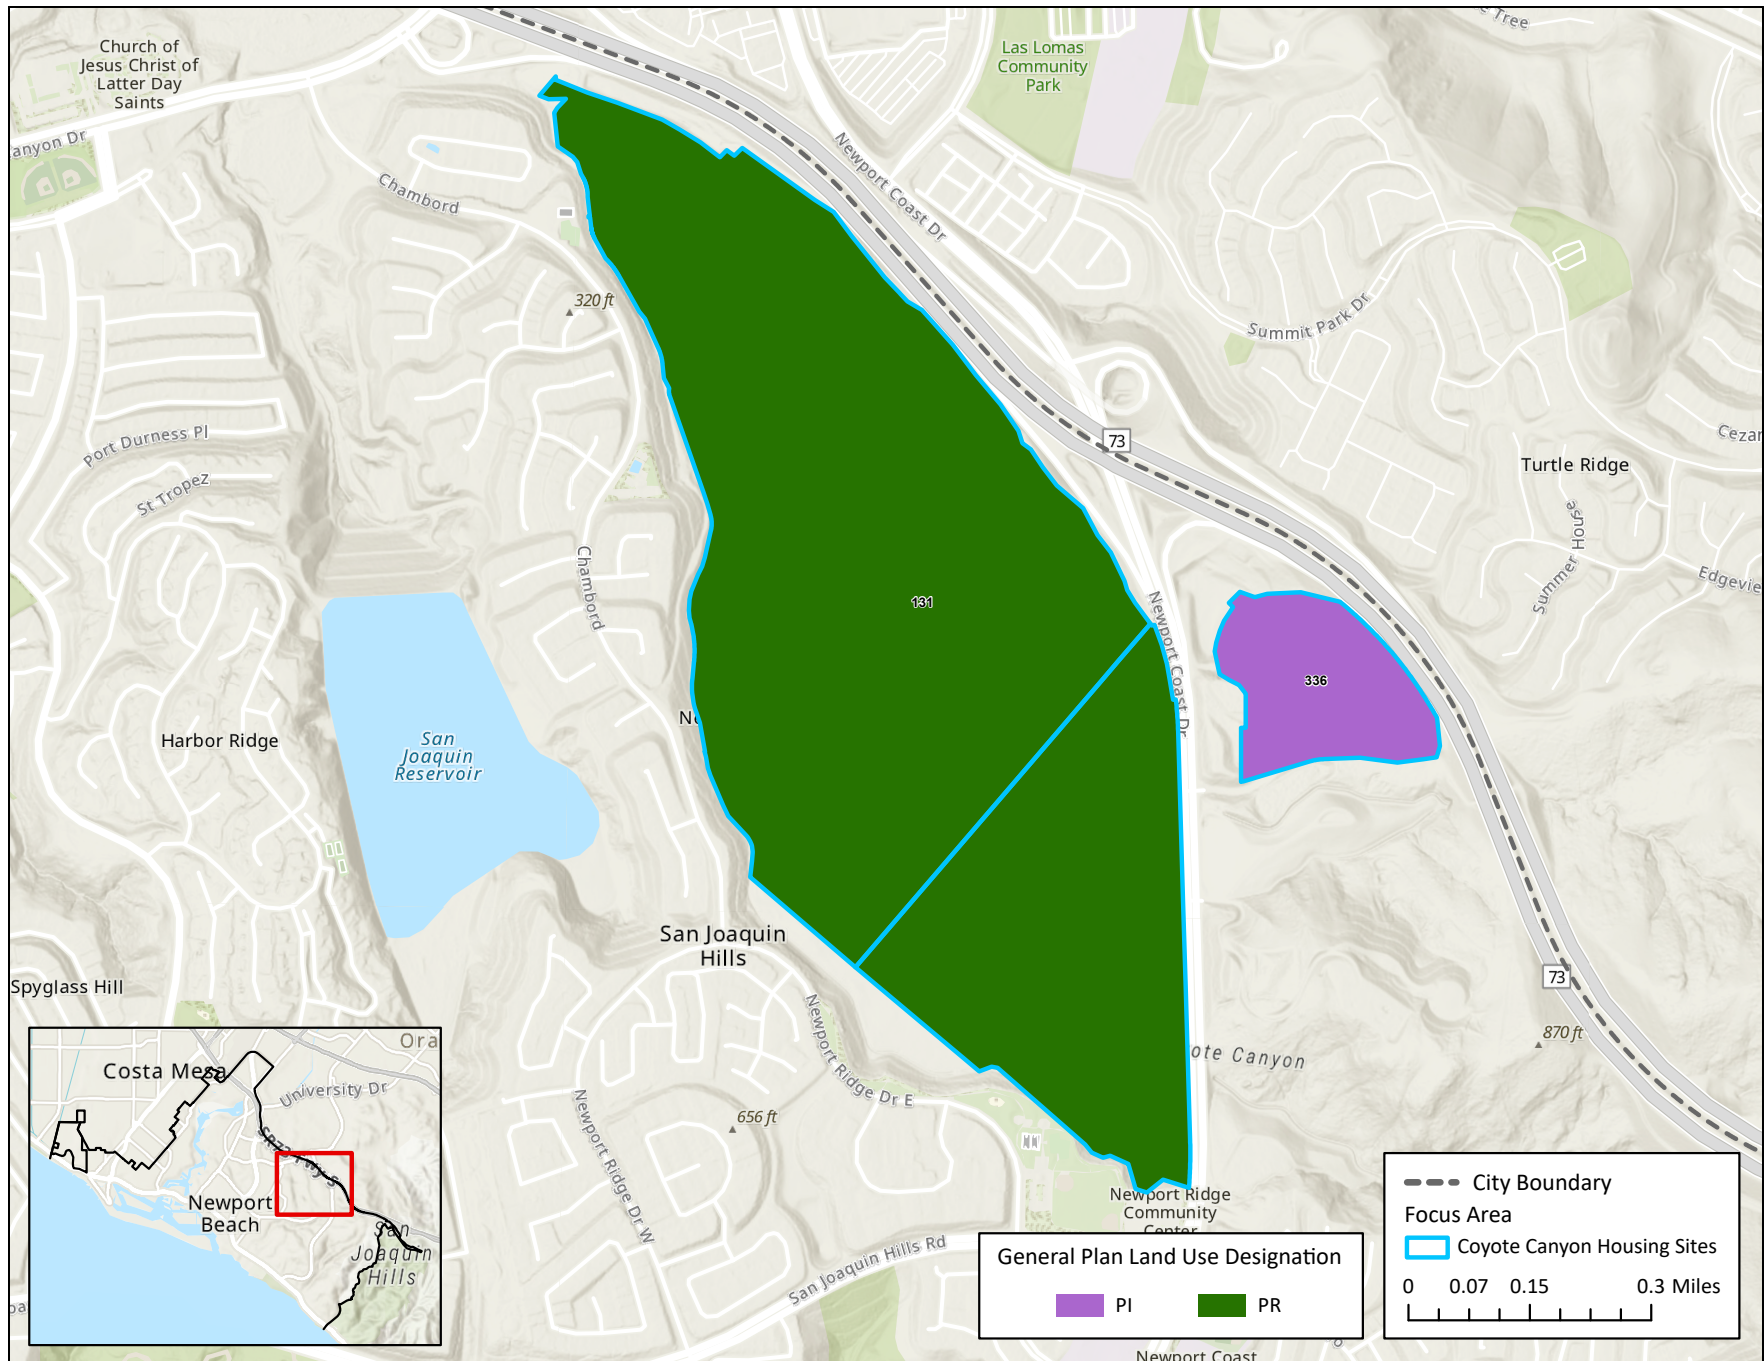 Church of
Jesus Christ of
Latter Day
Saints
Las Lomas
Community
Park
Tree
anyon Dr
Chambord
Newport Coast Dr
320 ft
Summit Park Dr
Port Durness Pl
St Tropez
73
Cezar
Turtle Ridge
Summer House
Edgevie
Chambord
131
Newport Coast Dr
336
Harbor Ridge
San
Joaquin
Reservoir
San Joaquin
Hills
Spyglass Hill
73
870 ft
ote Canyon
Newport Ridge Dr E
656 ft
Newport Ridge Dr W
Newport Ridge
Community
Center
San Joaquin Hills Rd
Newport Coast
Ora
Costa Mesa
University Dr
SR73 Fwy S
Newport
Beach
San
Joaquin
Hills
General Plan Land Use Designation
PI PR
City Boundary
Focus Area
Coyote Canyon Housing Sites
0 0.07 0.15 0.3 Miles